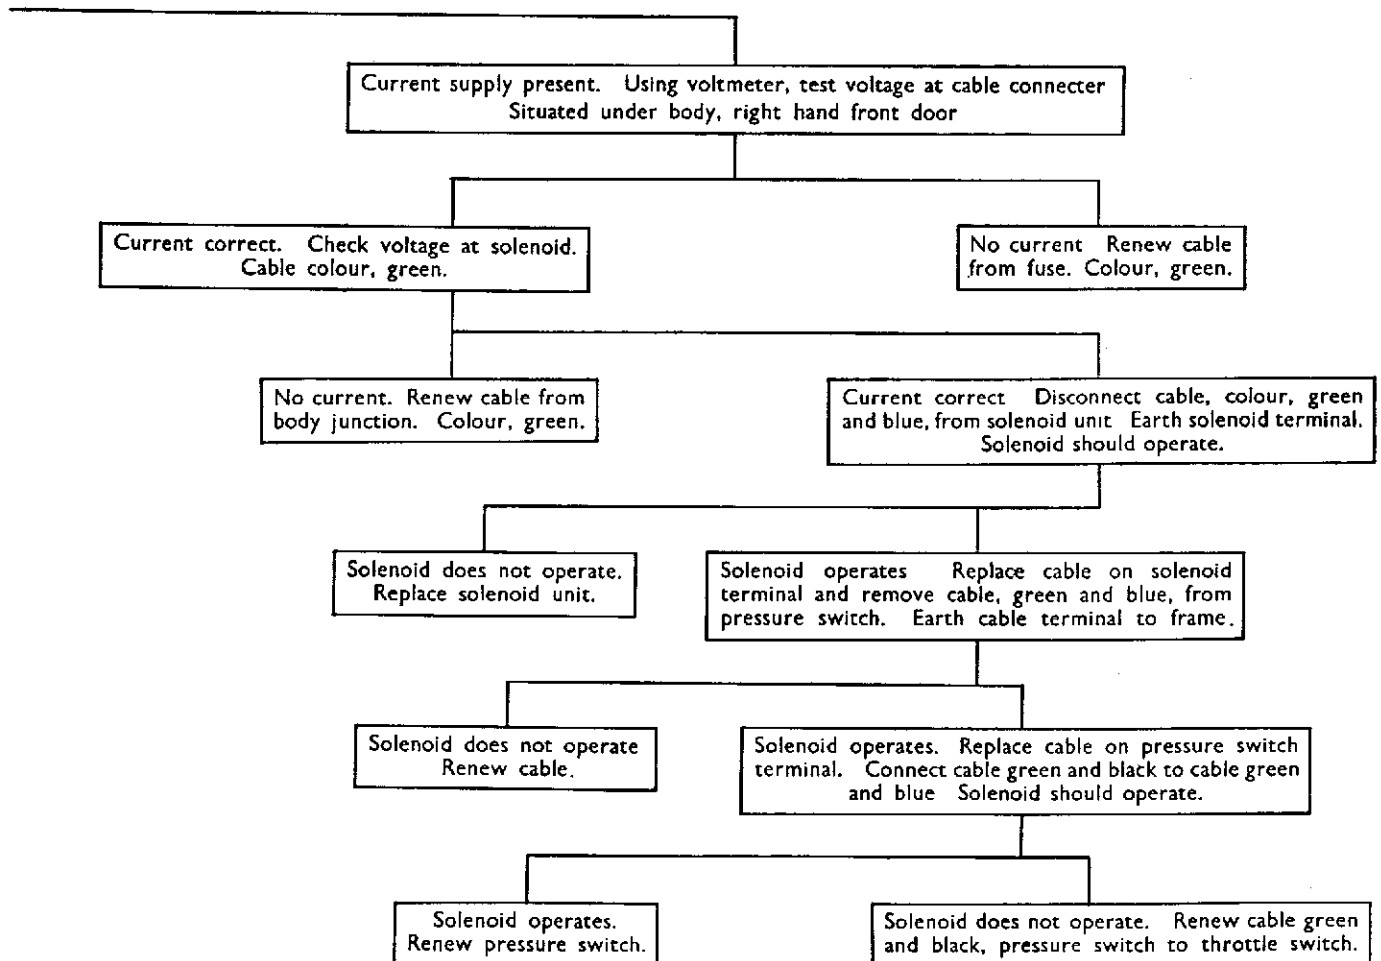 Current supply present. Using voltmeter, test voltage at cable connecter
Situated under body, right hand front door
Current correct. Check voltage at solenoid.
Cable colour, green.
No current Renew cable
from fuse. Colour, green.
No current. Renew cable from
body junction. Colour, green.
Current correct Disconnect cable, colour, green
and blue, from solenoid unit Earth solenoid terminal.
Solenoid should operate.
Solenoid does not operate.
Replace solenoid unit.
Solenoid operates Replace cable on solenoid
terminal and remove cable, green and blue, from
pressure switch. Earth cable terminal to frame.
Solenoid does not operate
Renew cable.
Solenoid operates. Replace cable on pressure switch
terminal. Connect cable green and black to cable green
and blue Solenoid should operate.
Solenoid operates.
Renew pressure switch.
Solenoid does not operate. Renew cable green
and black, pressure switch to throttle switch.